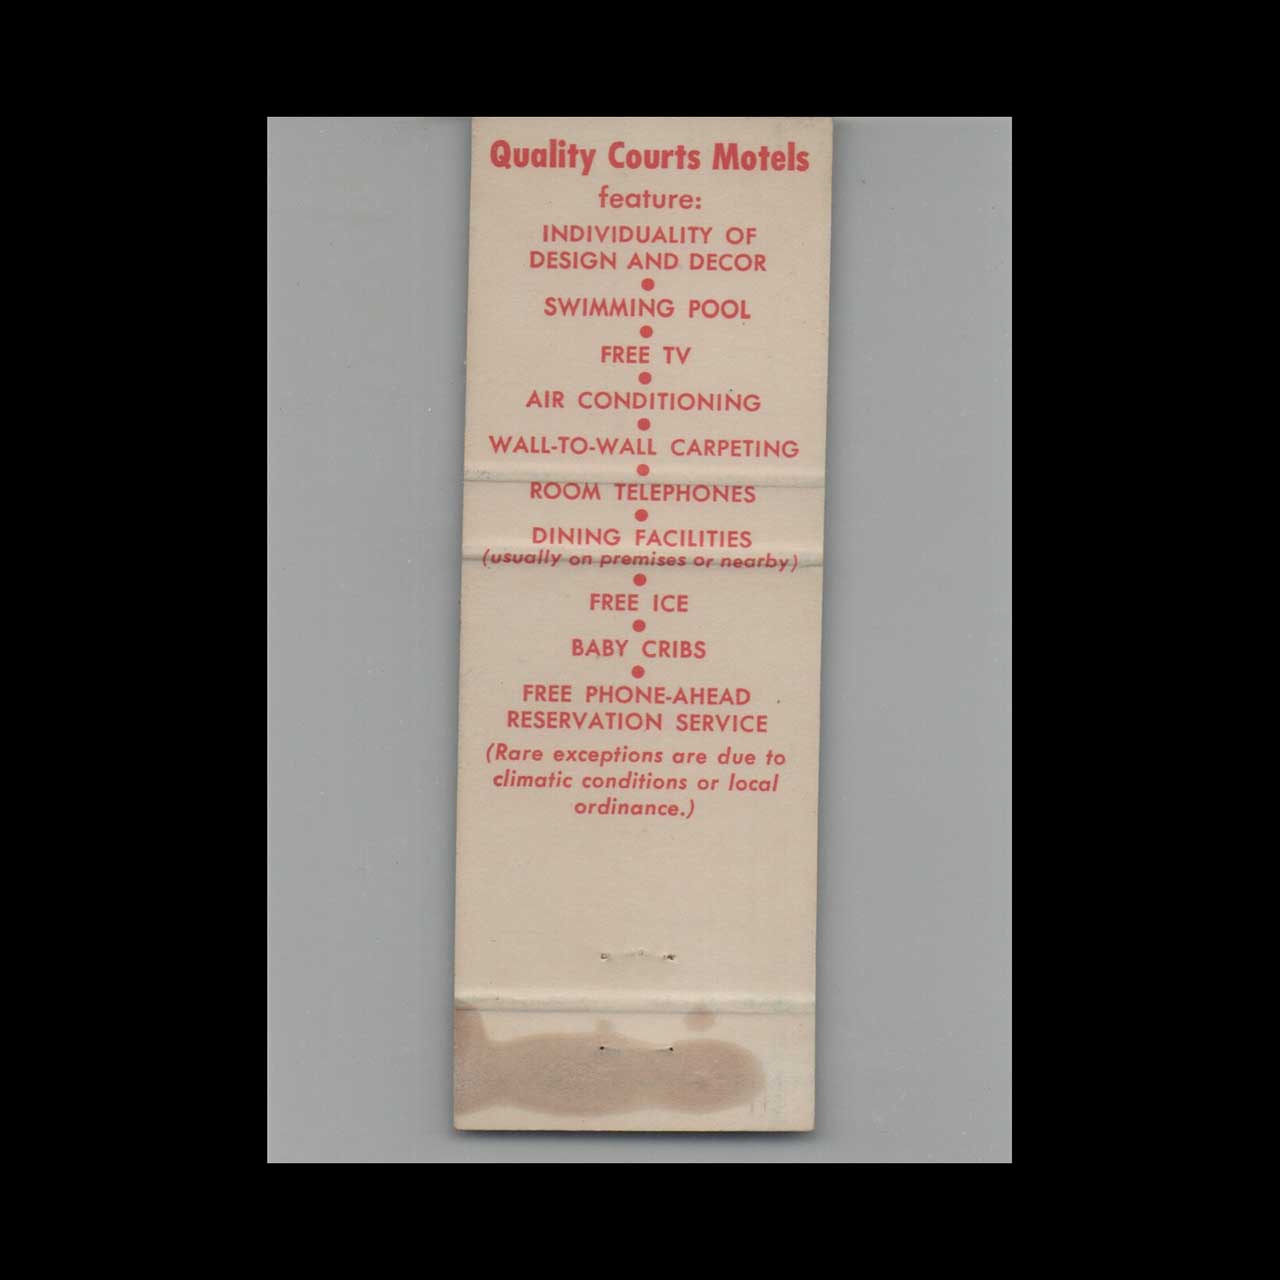 Quality Courts Motels
feature:
INDIVIDUALITY OF
DESIGN AND DECOR
●
SWIMMING POOL
●
FREE TV
●
AIR CONDITIONING
●
WALL-TO-WALL CARPETING
●
ROOM TELEPHONES
●
DINING FACILITIES
(usually on premises or nearby)
●
FREE ICE
●
BABY CRIBS
●
FREE PHONE-AHEAD
RESERVATION SERVICE
(Rare exceptions are due to
climatic conditions or local
ordinance.)